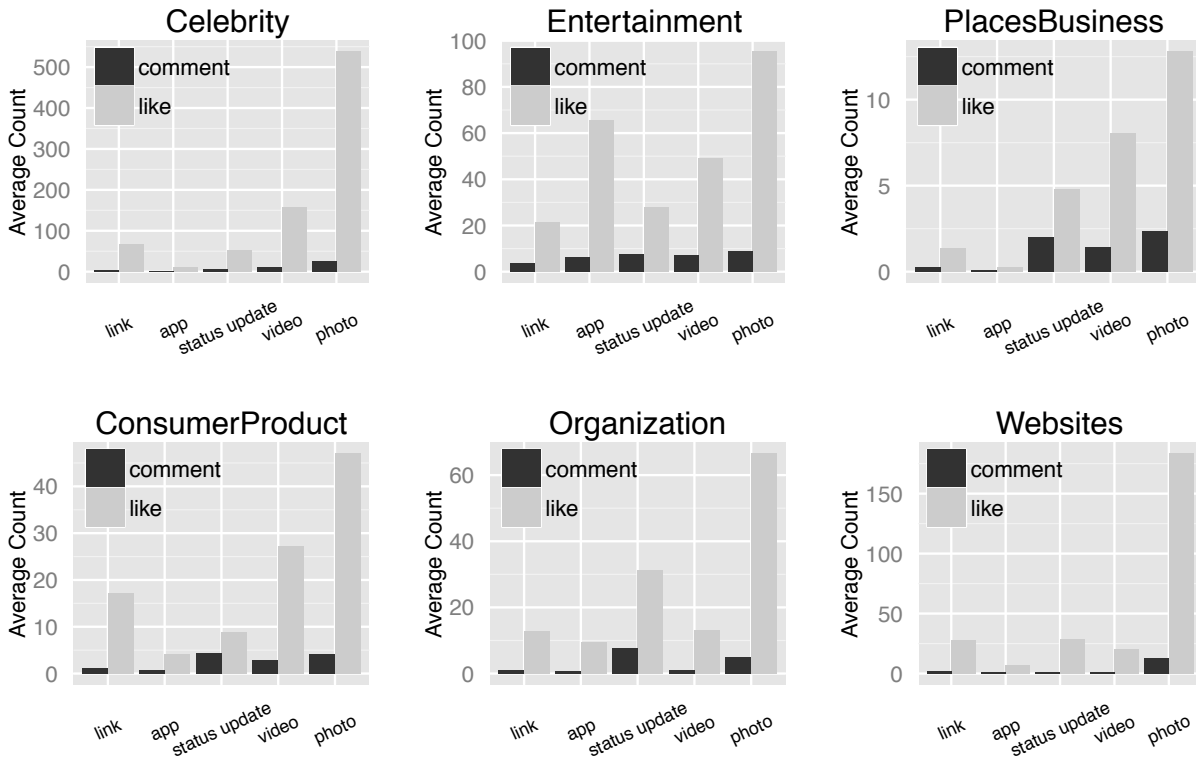 Celebrity
Average Count
500
400
300
200
100
0
comment
like
link
app
status update
video
photo
Entertainment
Average Count
100
80
60
40
20
0
comment
like
link
app
status update
video
photo
PlacesBusiness
Average Count
10
5
0
comment
like
link
app
status update
video
photo
ConsumerProduct
Average Count
40
30
20
10
0
comment
like
link
app
status update
video
photo
Organization
Average Count
60
40
20
0
comment
like
link
app
status update
video
photo
Websites
Average Count
150
100
50
0
comment
like
link
app
status update
video
photo